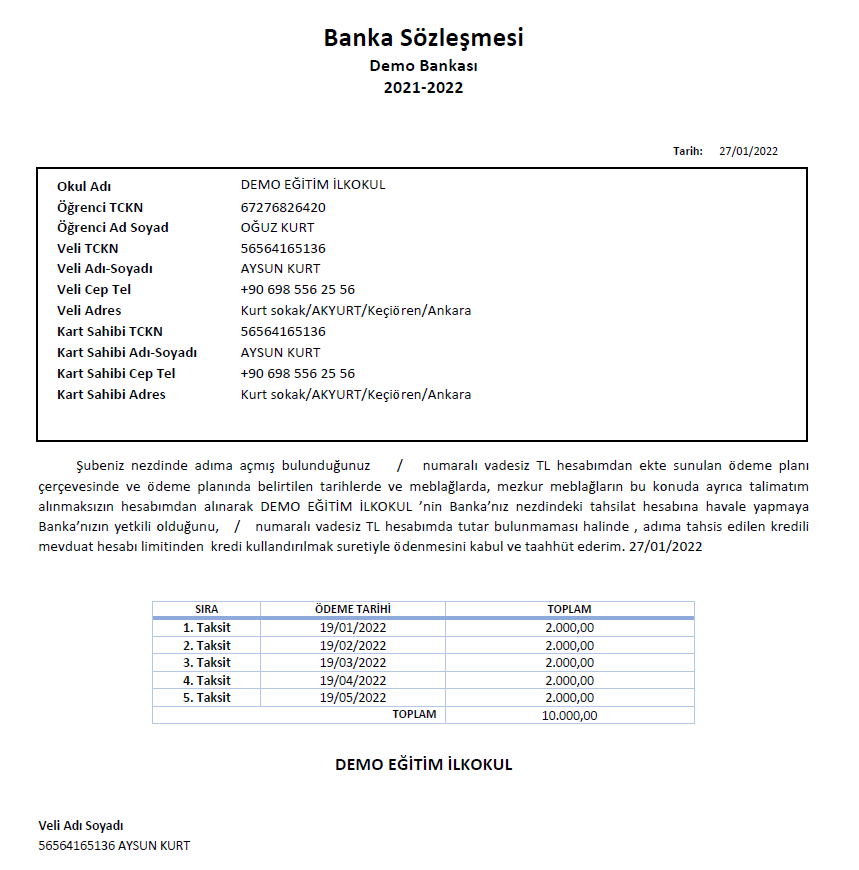 Banka Sözleşmesi
Demo Bankası
2021-2022
Tarih: 27/01/2022
Okul Adı DEMO EĞİTİM İLKOKUL
Öğrenci TCKN 67276826420
Öğrenci Ad Soyad OĞUZ KURT
Veli TCKN 56564165136
Veli Adı-Soyadı AYSUN KURT
Veli Cep Tel +90 698 556 25 56
Veli Adres Kurt sokak/AKYURT/Keçiören/Ankara
Kart Sahibi TCKN 56564165136
Kart Sahibi Adı-Soyadı AYSUN KURT
Kart Sahibi Cep Tel +90 698 556 25 56
Kart Sahibi Adres Kurt sokak/AKYURT/Keçiören/Ankara
Şubeniz nezdinde adıma açmış bulunduğunuz / numaralı vadesiz TL hesabımdan ekte sunulan ödeme planı
çerçevesinde ve ödeme planında belirtilen tarihlerde ve meblağlarda, mezkur meblağların bu konuda ayrıca talimatım
alınmaksızın hesabımdan alınarak DEMO EĞİTİM İLKOKUL 'nin Banka'nız nezdindeki tahsilat hesabına havale yapmaya
Banka'nızın yetkili olduğunu, / numaralı vadesiz TL hesabımda tutar bulunmaması halinde , adıma tahsis edilen kredili
mevduat hesabı limitinden kredi kullandırılmak suretiyle ödenmesini kabul ve taahhüt ederim. 27/01/2022
SIRA ÖDEME TARİHİ TOPLAM
1. Taksit 19/01/2022 2.000,00
2. Taksit 19/02/2022 2.000,00
3. Taksit 19/03/2022 2.000,00
4. Taksit 19/04/2022 2.000,00
5. Taksit 19/05/2022 2.000,00
TOPLAM 10.000,00
DEMO EĞİTİM İLKOKUL
Veli Adı Soyadı
56564165136 AYSUN KURT